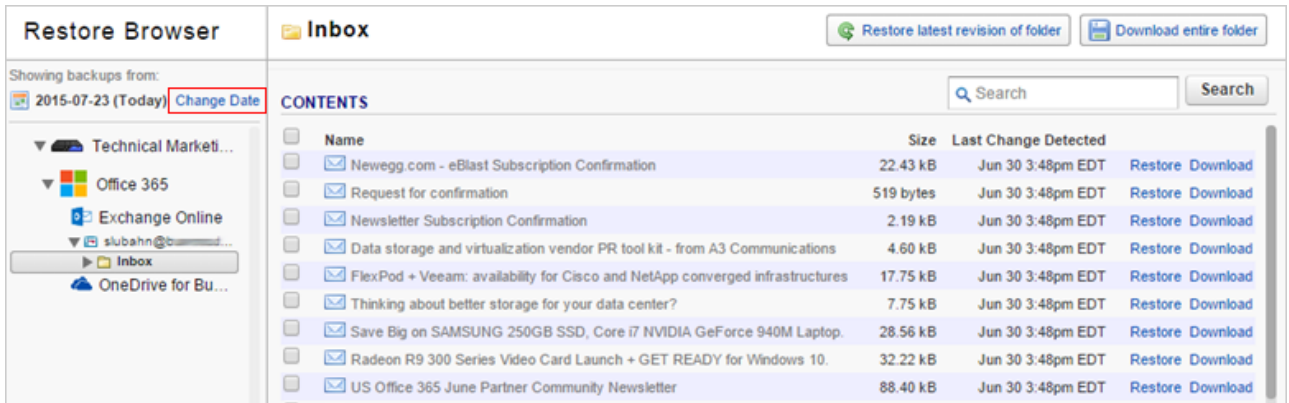 Restore Browser
Showing backups from:
2015-07-23 (Today) Change Date
Technical Marketi...
Office 365
Exchange Online
slubahn@
Inbox
OneDrive for Bu...
Inbox
Restore latest revision of folder
Download entire folder
Search
Search
CONTENTS
Name Size Last Change Detected
Newegg.com - eBlast Subscription Confirmation 22.43 kB Jun 30 3:48pm EDT Restore Download
Request for confirmation 519 bytes Jun 30 3:48pm EDT Restore Download
Newsletter Subscription Confirmation 2.19 kB Jun 30 3:48pm EDT Restore Download
Data storage and virtualization vendor PR tool kit - from A3 Communications 4.60 kB Jun 30 3:48pm EDT Restore Download
FlexPod + Veeam: availability for Cisco and NetApp converged infrastructures 17.75 kB Jun 30 3:48pm EDT Restore Download
Thinking about better storage for your data center? 7.75 kB Jun 30 3:48pm EDT Restore Download
Save Big on SAMSUNG 250GB SSD, Core i7 NVIDIA GeForce 940M Laptop. 28.56 kB Jun 30 3:48pm EDT Restore Download
Radeon R9 300 Series Video Card Launch + GET READY for Windows 10. 32.22 kB Jun 30 3:48pm EDT Restore Download
US Office 365 June Partner Community Newsletter 88.40 kB Jun 30 3:48pm EDT Restore Download